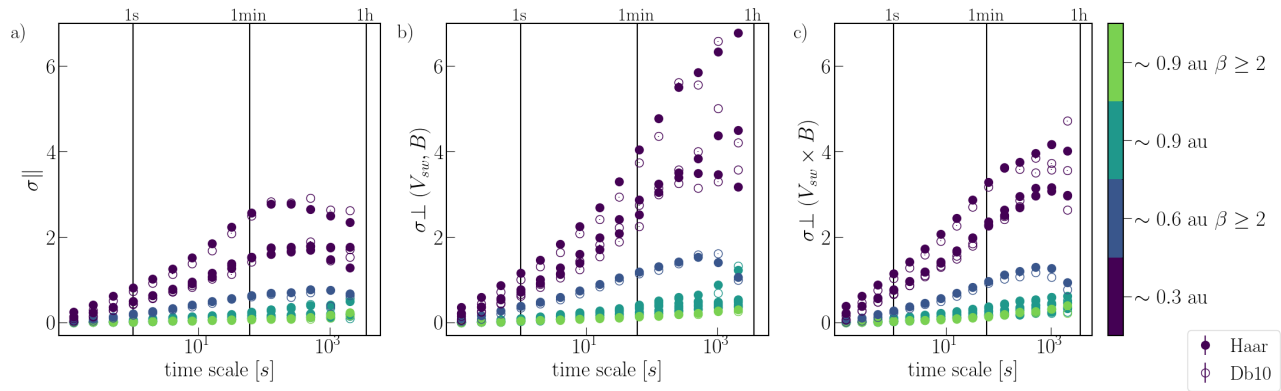 a)
1s
1min
1h
6
4
2
0
σ∥
10¹
10³
time scale [s]
b)
1s
1min
1h
6
4
2
0
σ⊥ (V_sw, B)
10¹
10³
time scale [s]
c)
1s
1min
1h
6
4
2
0
σ⊥ (V_sw × B)
10¹
10³
time scale [s]
~ 0.9 au β ≥ 2
~ 0.9 au
~ 0.6 au β ≥ 2
~ 0.3 au
Haar
Db10